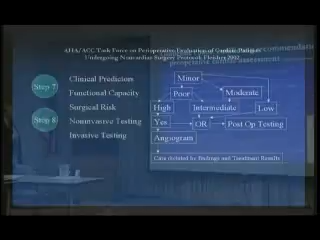 AHA/ACC Task Force on Perioperative Evaluation of Cardiac Patients
Undergoing Noncardiac Surgery Protocol
Step 7
Clinical Predictors
Functional Capacity
Surgical Risk
Step 8
Noninvasive Testing
Invasive Testing
Minor
Poor
Moderate
High
Intermediate
Low
Yes
OR
Post Op Testing
Angiogram
Care dictated by Findings and Treatment Results